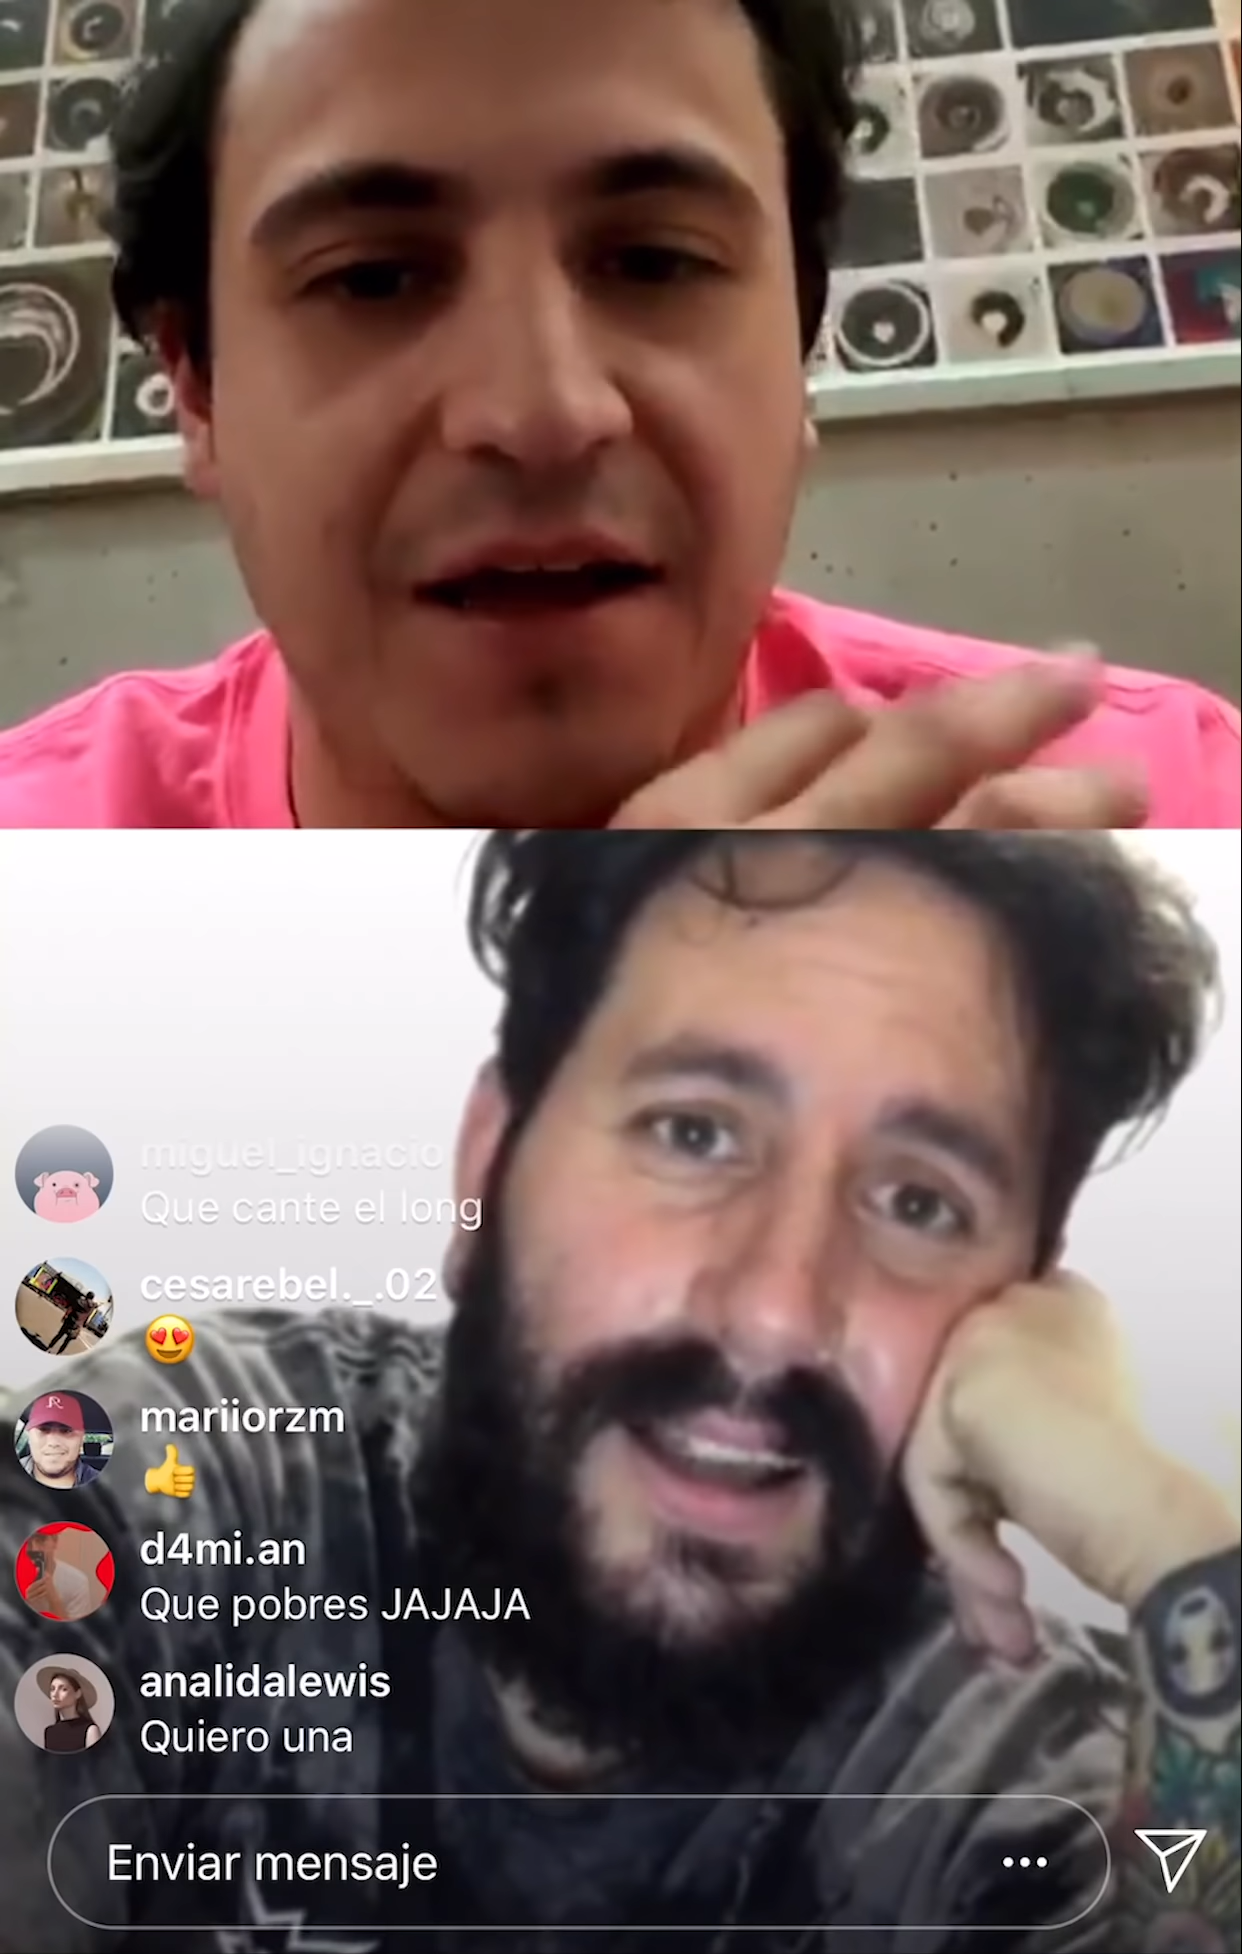 miguel_ignacio
Que cante el long
cesarebel._.02
😍
mariiorzm
👍
d4mi.an
Que pobres JAJAJA
analidalewis
Quiero una
Enviar mensaje